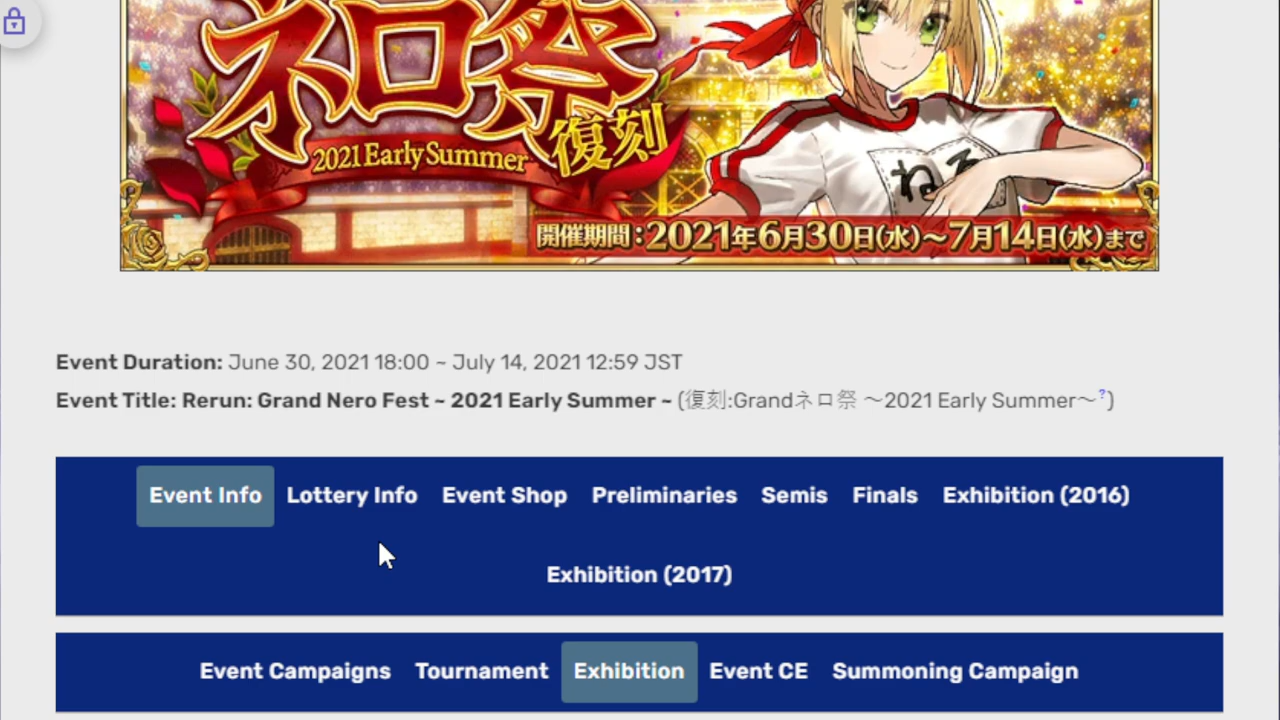 ネロ祭
復刻
2021 Early Summer
ねろ
開催期間:2021年6月30日(水)~7月14日(水)まで
Event Duration: June 30, 2021 18:00 ~ July 14, 2021 12:59 JST
Event Title: Rerun: Grand Nero Fest ~ 2021 Early Summer ~ (復刻:Grandネロ祭 ～2021 Early Summer～?)
Event Info Lottery Info Event Shop Preliminaries Semis Finals Exhibition (2016)
Exhibition (2017)
Event Campaigns Tournament Exhibition Event CE Summoning Campaign